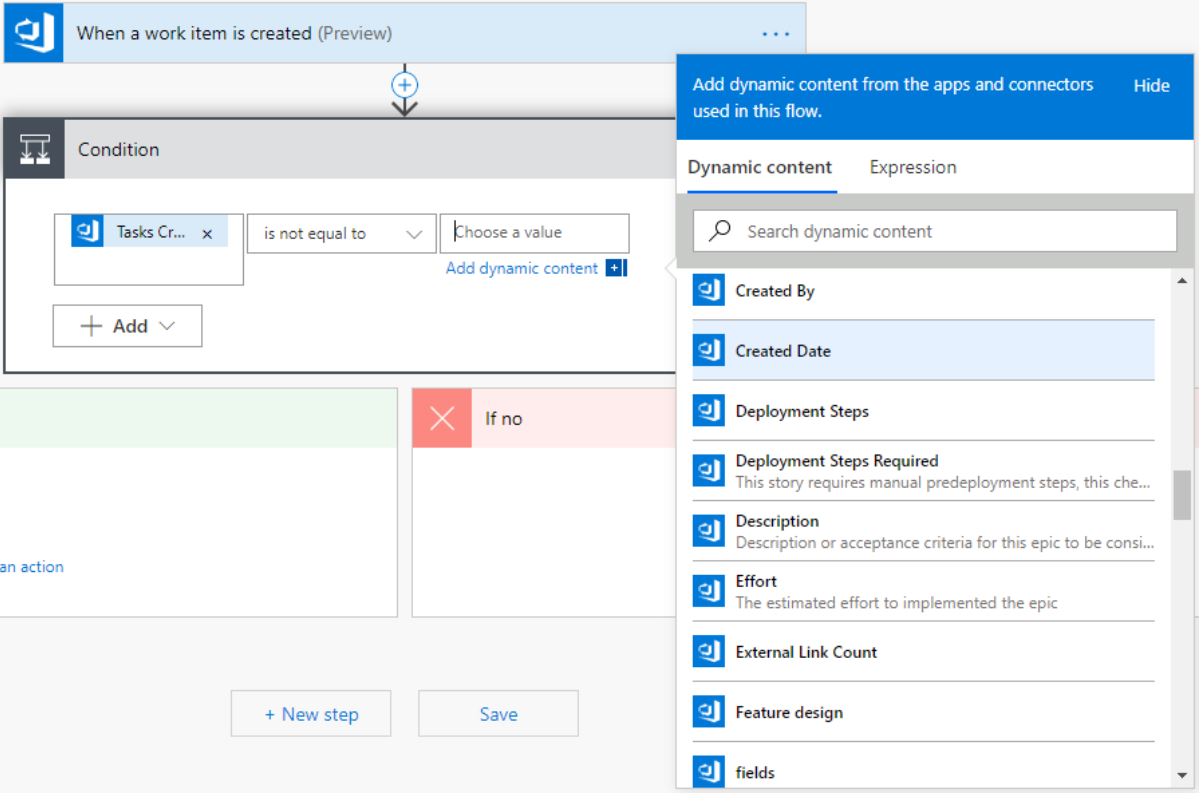 When a work item is created (Preview)
Add dynamic content from the apps and connectors
used in this flow.
Hide
Condition
Dynamic content
Expression
Tasks Cr...
is not equal to
Choose a value
Search dynamic content
Add dynamic content
Add
Created By
Created Date
Deployment Steps
Deployment Steps Required
This story requires manual predeployment steps, this che...
Description
Description or acceptance criteria for this epic to be consi...
Effort
The estimated effort to implemented the epic
External Link Count
Feature design
fields
If no
an action
+ New step
Save